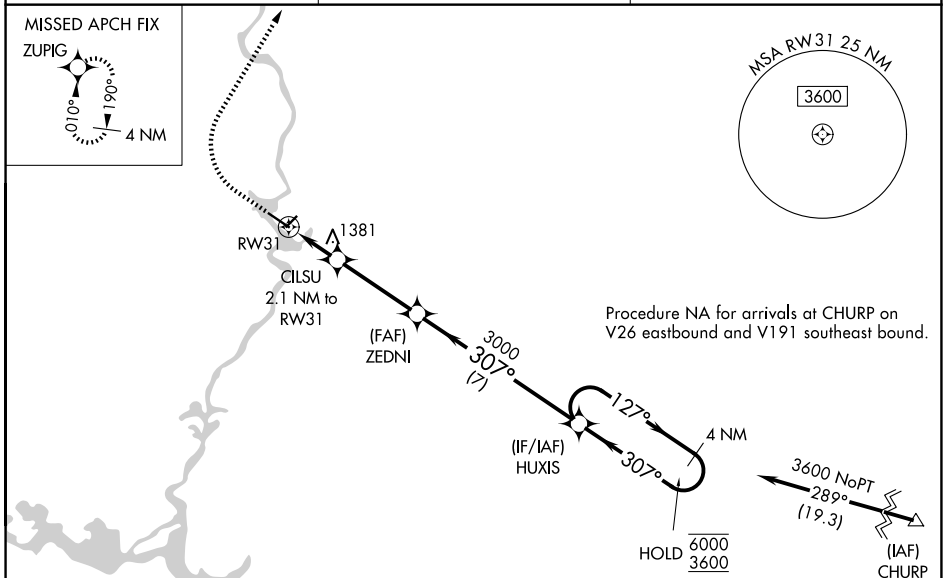 MISSED APCH FIX
ZUPIG
010°
190°
4 NM
MSA RW31 25 NM
3600
RW31
1381
CILSU
2.1 NM to
RW31
(FAF)
ZEDNI
3000
307°
(7)
Procedure NA for arrivals at CHURP on
V26 eastbound and V191 southeast bound.
(IF/IAF)
HUXIS
127°
307°
4 NM
HOLD
6000
3600
3600 NoPT
289°
(19.3)
(IAF)
CHURP